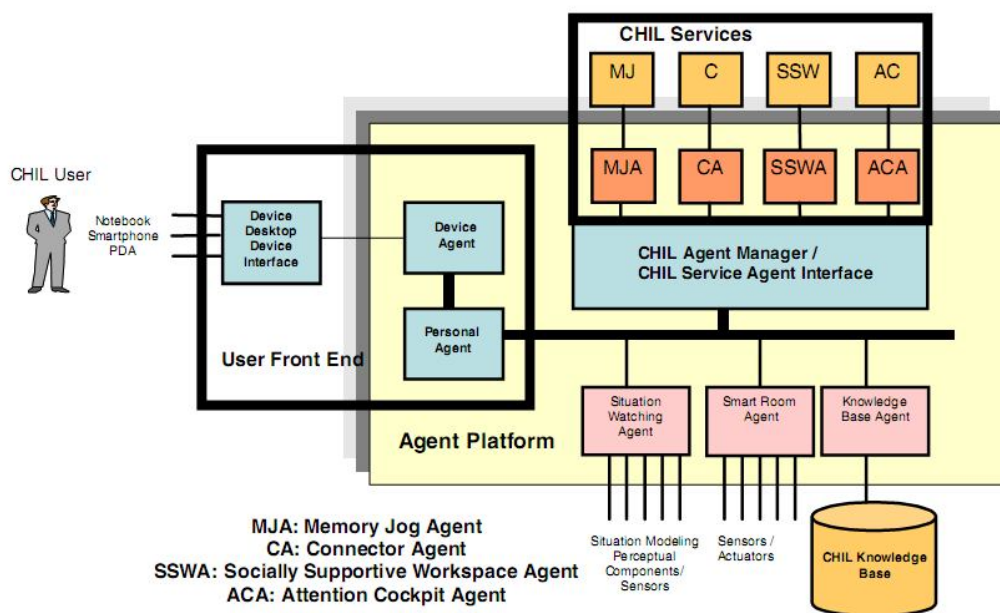 CHIL Services
MJ
C
SSW
AC
MJA
CA
SSWA
ACA
CHIL User
Notebook
Smartphone
PDA
Device
Desktop
Device
Interface
Device
Agent
CHIL Agent Manager /
CHIL Service Agent Interface
Personal
Agent
User Front End
Situation
Watching
Agent
Smart Room
Agent
Knowledge
Base Agent
Agent Platform
MJA: Memory Jog Agent
CA: Connector Agent
SSWA: Socially Supportive Workspace Agent
ACA: Attention Cockpit Agent
Situation Modeling
Perceptual
Components/
Sensors
Sensors /
Actuators
CHIL Knowledge
Base